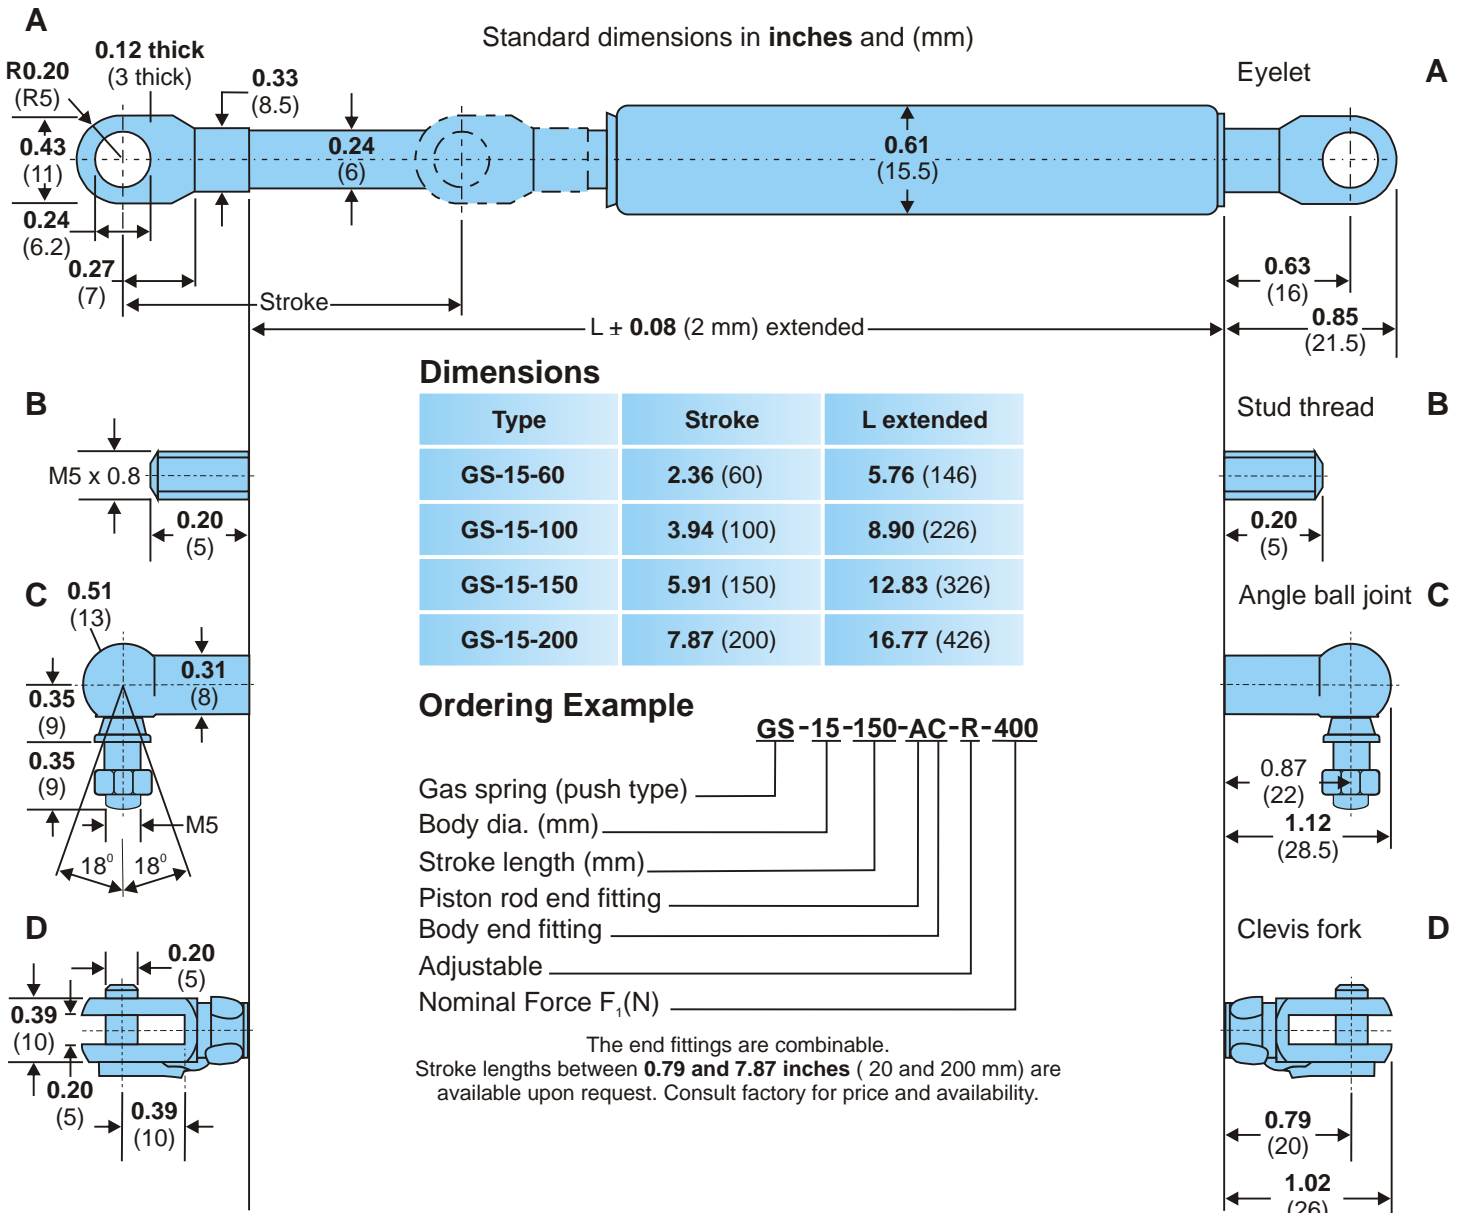 A
Standard dimensions in inches and (mm)
0.12 thick
(3 thick)
R0.20
(R5)
0.33
(8.5)
Eyelet
A
0.43
(11)
0.24
(6)
0.61
(15.5)
0.24
(6.2)
0.27
(7)
Stroke
0.63
(16)
L ± 0.08 (2 mm) extended
0.85
(21.5)
Dimensions
Type Stroke L extended
GS-15-60 2.36 (60) 5.76 (146)
GS-15-100 3.94 (100) 8.90 (226)
GS-15-150 5.91 (150) 12.83 (326)
GS-15-200 7.87 (200) 16.77 (426)
B
M5 x 0.8
0.20
(5)
Stud thread
B
0.20
(5)
C
0.51
(13)
0.31
(8)
0.35
(9)
0.35
(9)
M5
18⁰ 18⁰
Angle ball joint
C
0.87
(22)
1.12
(28.5)
Ordering Example
GS-15-150-AC-R-400
Gas spring (push type)
Body dia. (mm)
Stroke length (mm)
Piston rod end fitting
Body end fitting
Adjustable
Nominal Force F₁(N)
D
0.20
(5)
0.39
(10)
0.20
(5)
0.39
(10)
Clevis fork
D
0.79
(20)
1.02
(26)
The end fittings are combinable.
Stroke lengths between 0.79 and 7.87 inches ( 20 and 200 mm) are
available upon request. Consult factory for price and availability.